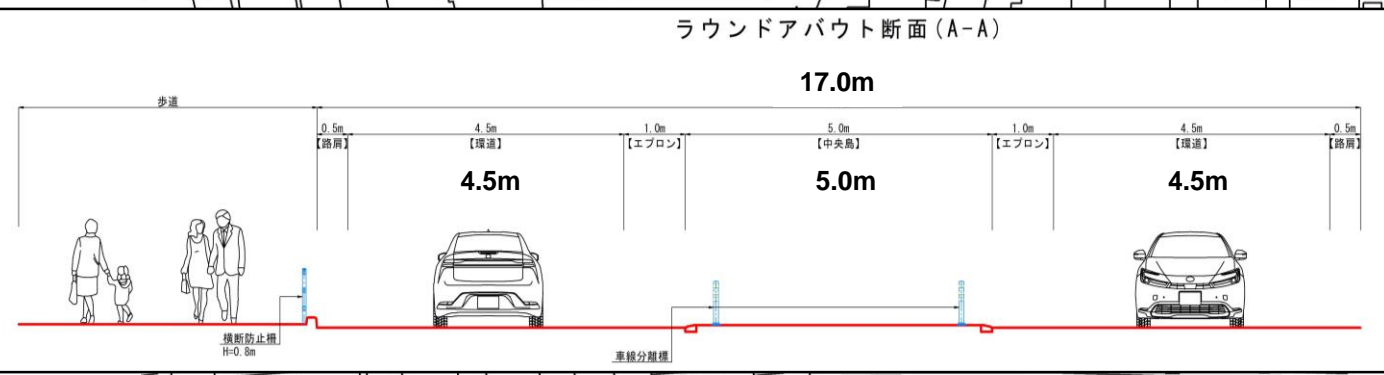 ラウンドアバウト断面(A-A)
17.0m
歩道
0.5m 4.5m 1.0m 5.0m 1.0m 4.5m 0.5m
【路肩】 【環道】 【エプロン】 【中央島】 【エプロン】 【環道】 【路肩】
4.5m 5.0m 4.5m
横断防止柵
H=0.8m
車線分離標